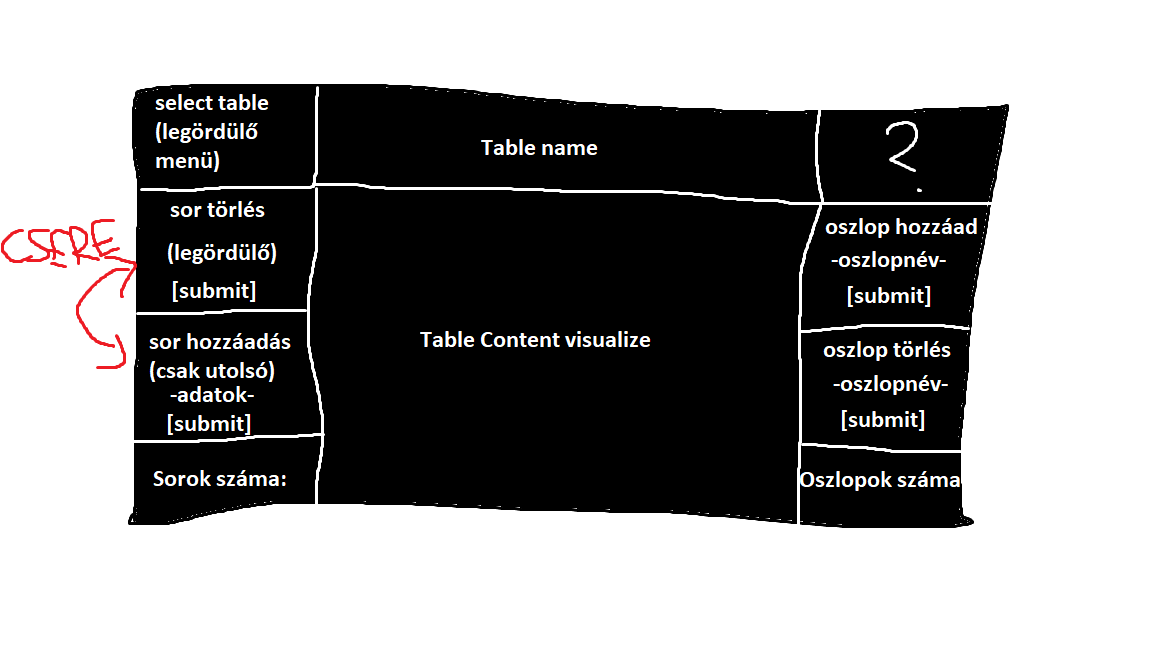 select table
(legördülő
menü)
Table name
?
sor törlés
(legördülő)
[submit]
CSERE
sor hozzáadás
(csak utolsó)
-adatok-
[submit]
Sorok száma:
Table Content visualize
oszlop hozzáad
-oszlopnév-
[submit]
oszlop törlés
-oszlopnév-
[submit]
Oszlopok száma